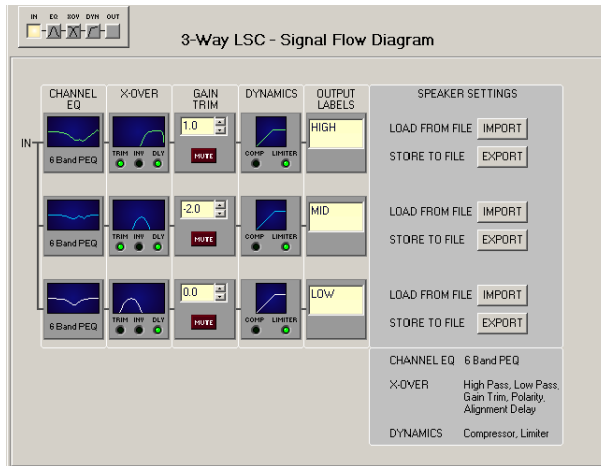 IN EQ XOV DYN OUT
3-Way LSC - Signal Flow Diagram
CHANNEL EQ X-OVER GAIN TRIM DYNAMICS OUTPUT LABELS SPEAKER SETTINGS
IN
6 Band PEQ
TRIM INV DLY
1.0
MUTE
COMP LIMITER
HIGH
LOAD FROM FILE IMPORT
STORE TO FILE EXPORT
6 Band PEQ
TRIM INV DLY
-2.0
MUTE
COMP LIMITER
MID
LOAD FROM FILE IMPORT
STORE TO FILE EXPORT
6 Band PEQ
TRIM INV DLY
0.0
MUTE
COMP LIMITER
LOW
LOAD FROM FILE IMPORT
STORE TO FILE EXPORT
CHANNEL EQ 6 Band PEQ
X-OVER High Pass, Low Pass,
Gain Trim, Polarity,
Alignment Delay
DYNAMICS Compressor, Limiter